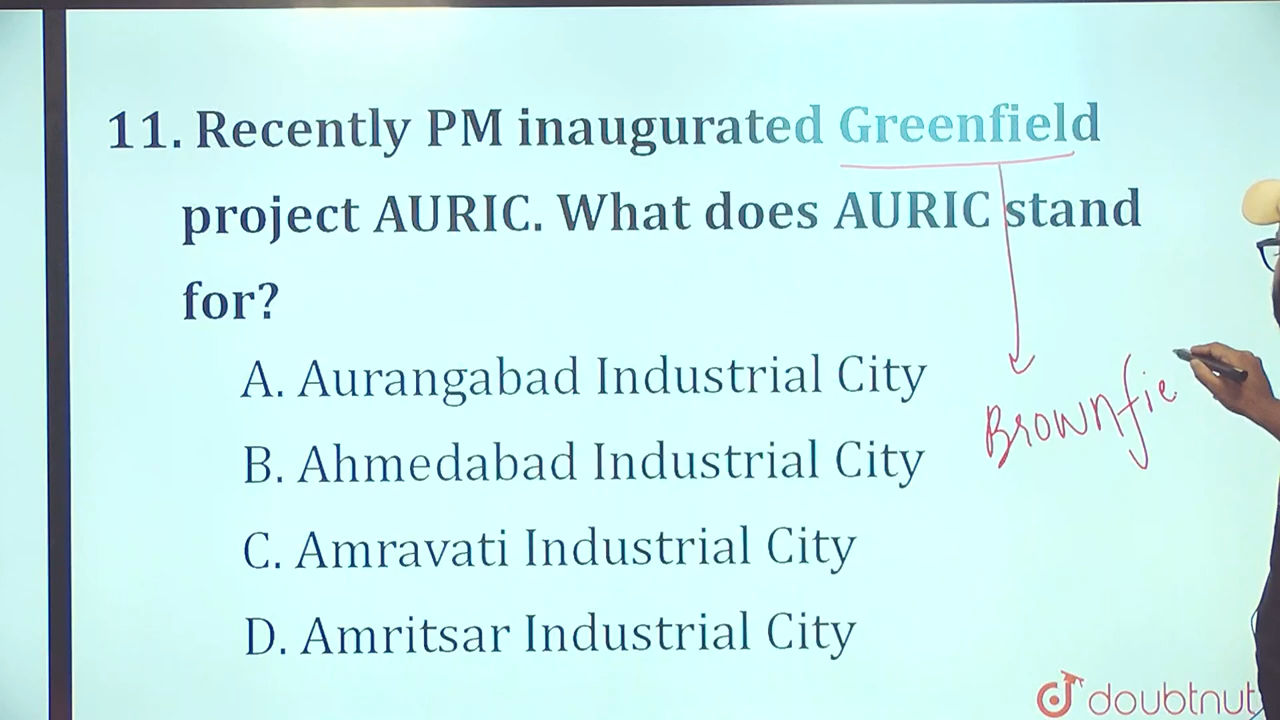 11. Recently PM inaugurated Greenfield
project AURIC. What does AURIC stand
for?
A. Aurangabad Industrial City
B. Ahmedabad Industrial City
C. Amravati Industrial City
D. Amritsar Industrial City
Brownfie
doubtnut